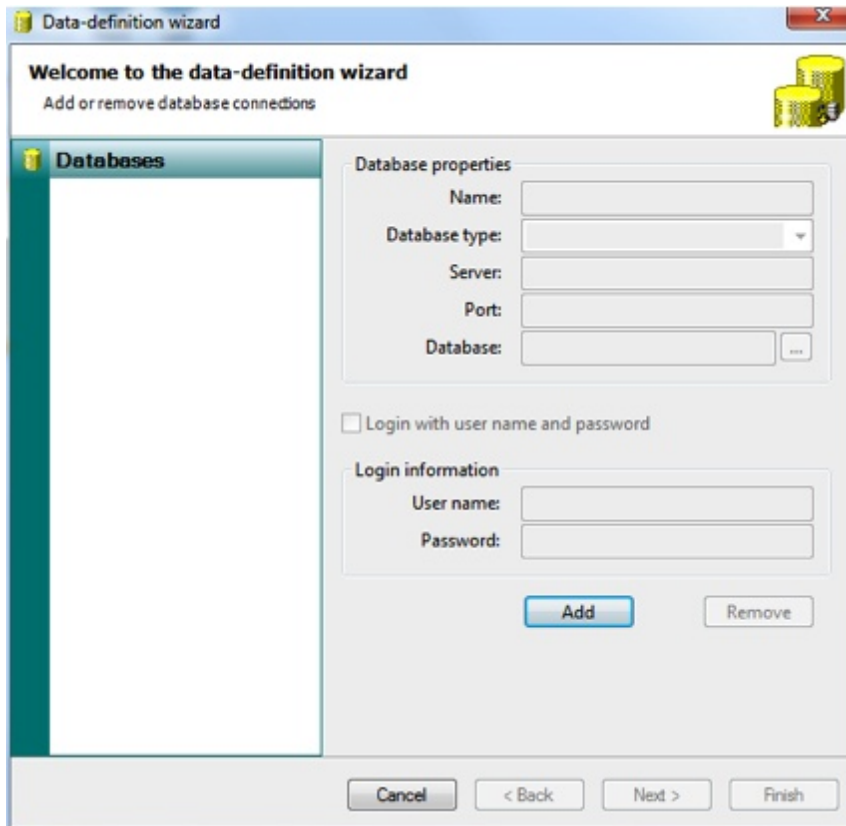 Data-definition wizard
Welcome to the data-definition wizard
Add or remove database connections
Databases
Database properties
Name:
Database type:
Server:
Port:
Database:
...
Login with user name and password
Login information
User name:
Password:
Add Remove
Cancel < Back Next > Finish